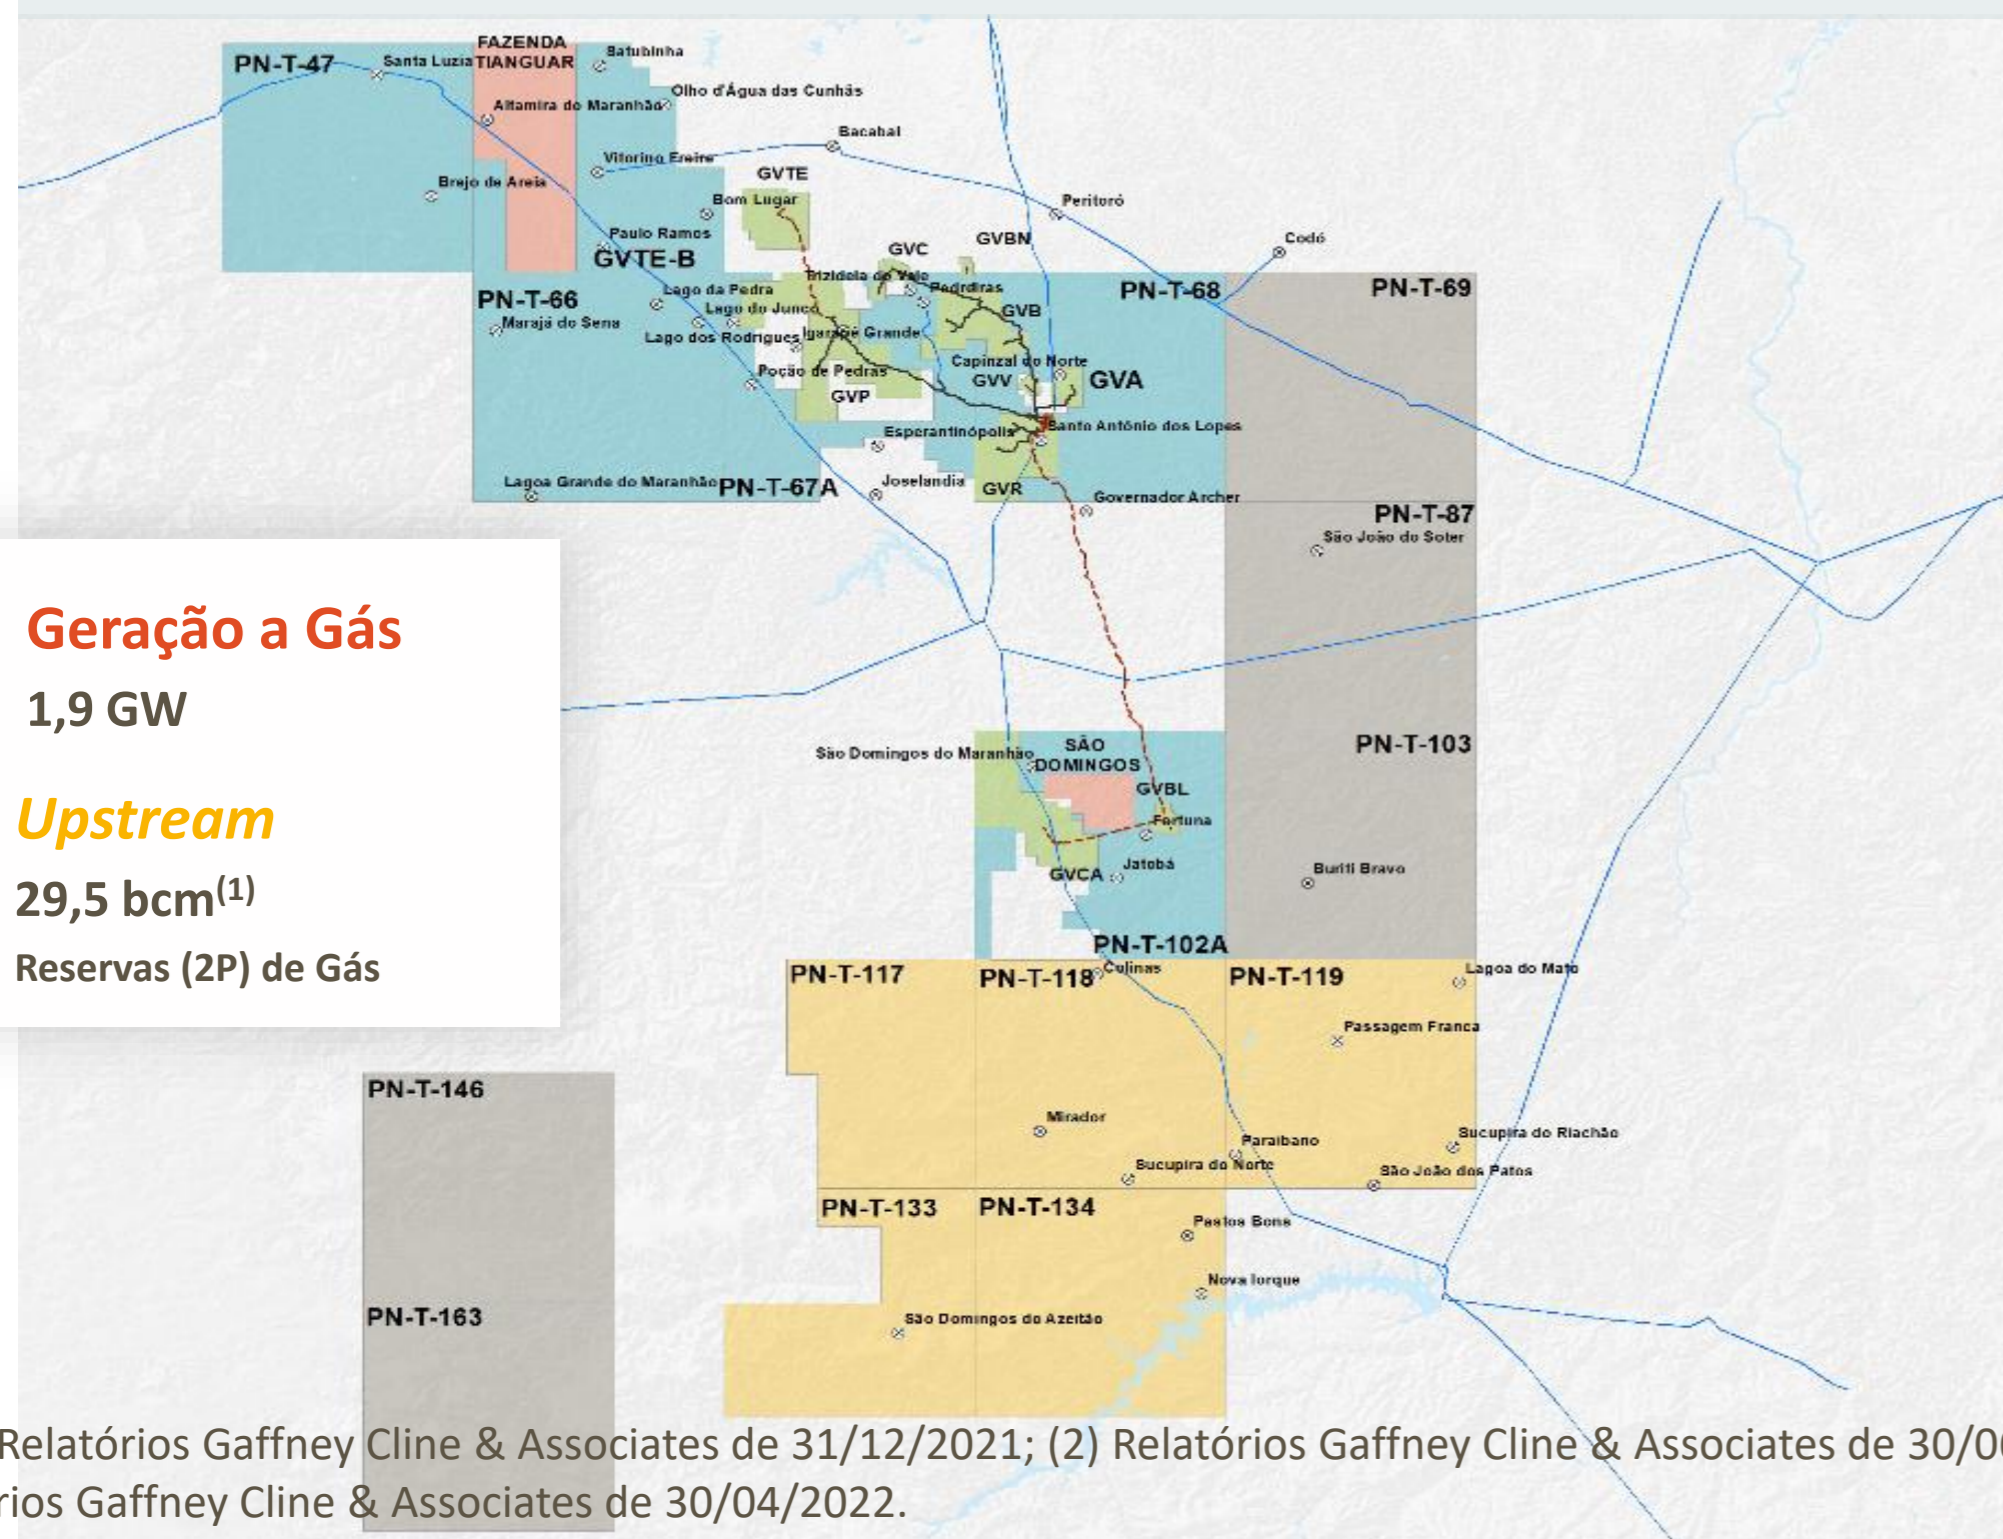 PN-T-47
Santa Luzia
FAZENDA
TIANGUAR
Satubinha
Olho d'Água das Cunhãs
Altamira do Maranhão
Bacabal
Vitorino Freire
Brejo de Areia
GVTE
Bom Lugar
Peritoró
Paulo Ramos
GVTE-B
GVC
GVBN
Codó
Trizidela do Vale
Pedreiras
PN-T-66
Lago da Pedra
Lago do Junco
Marajá do Sena
Lago dos Rodrigues
Igarapé Grande
GVB
PN-T-68
PN-T-69
Capinzal do Norte
Poção de Pedras
GVV
GVA
GVP
Esperantinópolis
Santo Antônio dos Lopes
Lagoa Grande do Maranhão
PN-T-67A
Joselandia
GVR
Governador Archer
PN-T-87
São João do Soter
Geração a Gás
1,9 GW
Upstream
29,5 bcm(1)
Reservas (2P) de Gás
São Domingos do Maranhão
SÃO
DOMINGOS
PN-T-103
GVBL
Fortuna
GVCA
Jatobá
Buriti Bravo
PN-T-102A
PN-T-117
PN-T-118
Colinas
PN-T-119
Lagoa do Mato
Passagem Franca
PN-T-146
Mirador
Paraibano
Sucupira do Riachão
Sucupira do Norte
São João dos Patos
PN-T-133
PN-T-134
Pastos Bons
Nova Iorque
PN-T-163
São Domingos do Azeitão
Relatórios Gaffney Cline & Associates de 31/12/2021; (2) Relatórios Gaffney Cline & Associates de 30/0
rios Gaffney Cline & Associates de 30/04/2022.